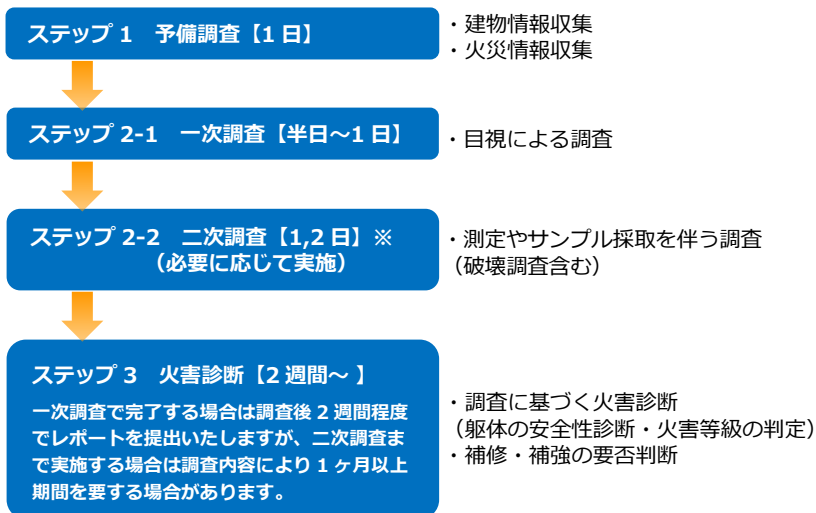 ステップ 1　予備調査【1 日】
・建物情報収集
・火災情報収集
ステップ 2-1　一次調査【半日～1 日】
・目視による調査
ステップ 2-2　二次調査【1,2 日】※
（必要に応じて実施）
・測定やサンプル採取を伴う調査
（破壊調査含む）
ステップ 3　火害診断【2 週間～ 】
一次調査で完了する場合は調査後 2 週間程度
でレポートを提出いたしますが、二次調査ま
で実施する場合は調査内容により 1 ヶ月以上
期間を要する場合があります。
・調査に基づく火害診断
（躯体の安全性診断・火害等級の判定）
・補修・補強の要否判断